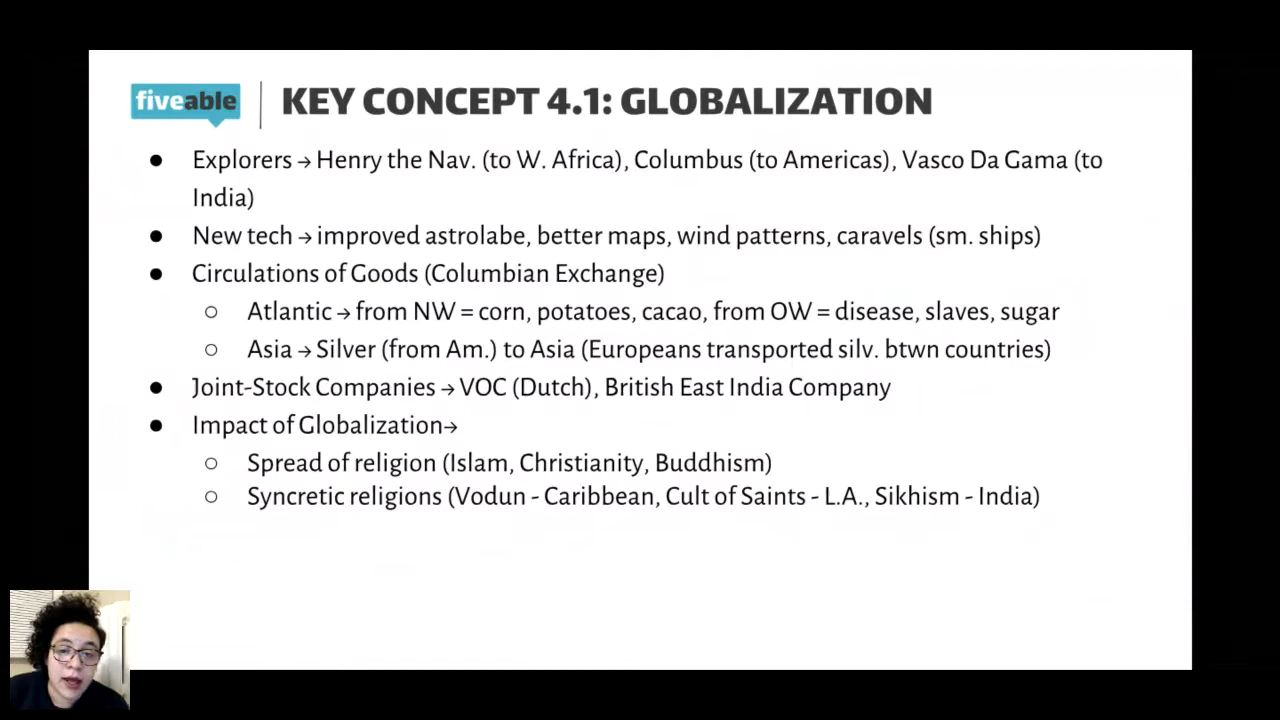 fiveable
KEY CONCEPT 4.1: GLOBALIZATION
● Explorers → Henry the Nav. (to W. Africa), Columbus (to Americas), Vasco Da Gama (to
India)
● New tech → improved astrolabe, better maps, wind patterns, caravels (sm. ships)
● Circulations of Goods (Columbian Exchange)
○ Atlantic → from NW = corn, potatoes, cacao, from OW = disease, slaves, sugar
○ Asia → Silver (from Am.) to Asia (Europeans transported silv. btwn countries)
● Joint-Stock Companies → VOC (Dutch), British East India Company
● Impact of Globalization→
○ Spread of religion (Islam, Christianity, Buddhism)
○ Syncretic religions (Vodun - Caribbean, Cult of Saints - L.A., Sikhism - India)